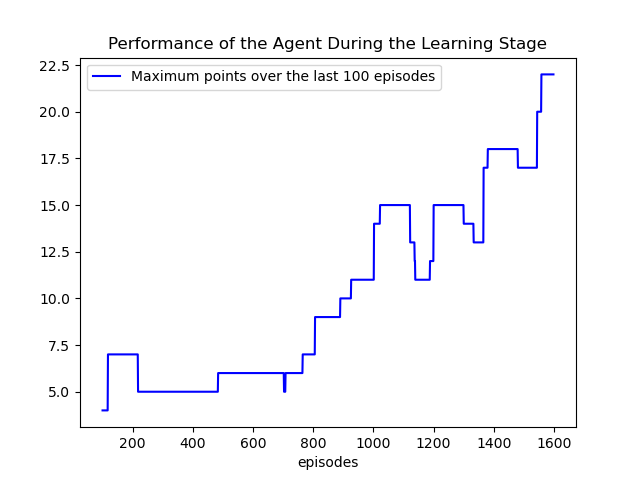 Performance of the Agent During the Learning Stage
Maximum points over the last 100 episodes
22.5
20.0
17.5
15.0
12.5
10.0
7.5
5.0
200 400 600 800 1000 1200 1400 1600
episodes